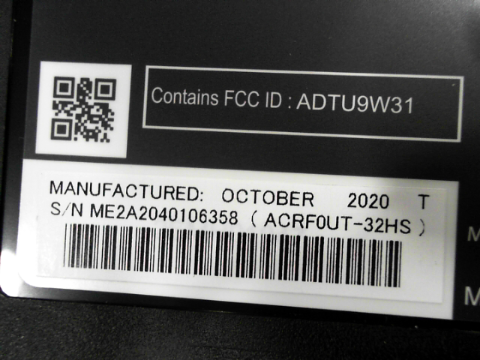 Contains FCC ID : ADTU9W31
MANUFACTURED: OCTOBER 2020 T
S/N ME2A2040106358 ( ACRF0UT-32HS )
M
M